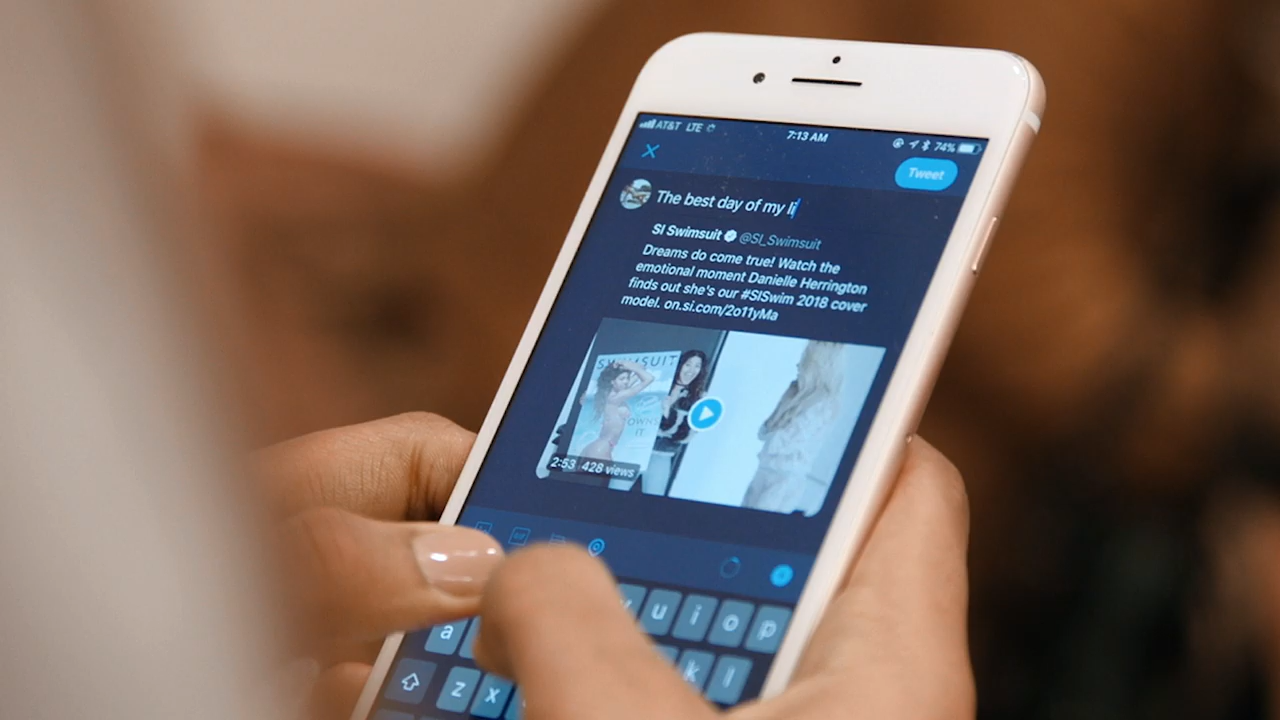 AT&T LTE 7:13 AM 74%
Tweet
The best day of my li
SI Swimsuit @SI_Swimsuit
Dreams do come true! Watch the
emotional moment Danielle Herrington
finds out she's our #SISwim 2018 cover
model. on.si.com/2o11yMa
SWIMSUIT
OWNS
IT
2:53 428 views
GIF
y u i o p
a k l
z x